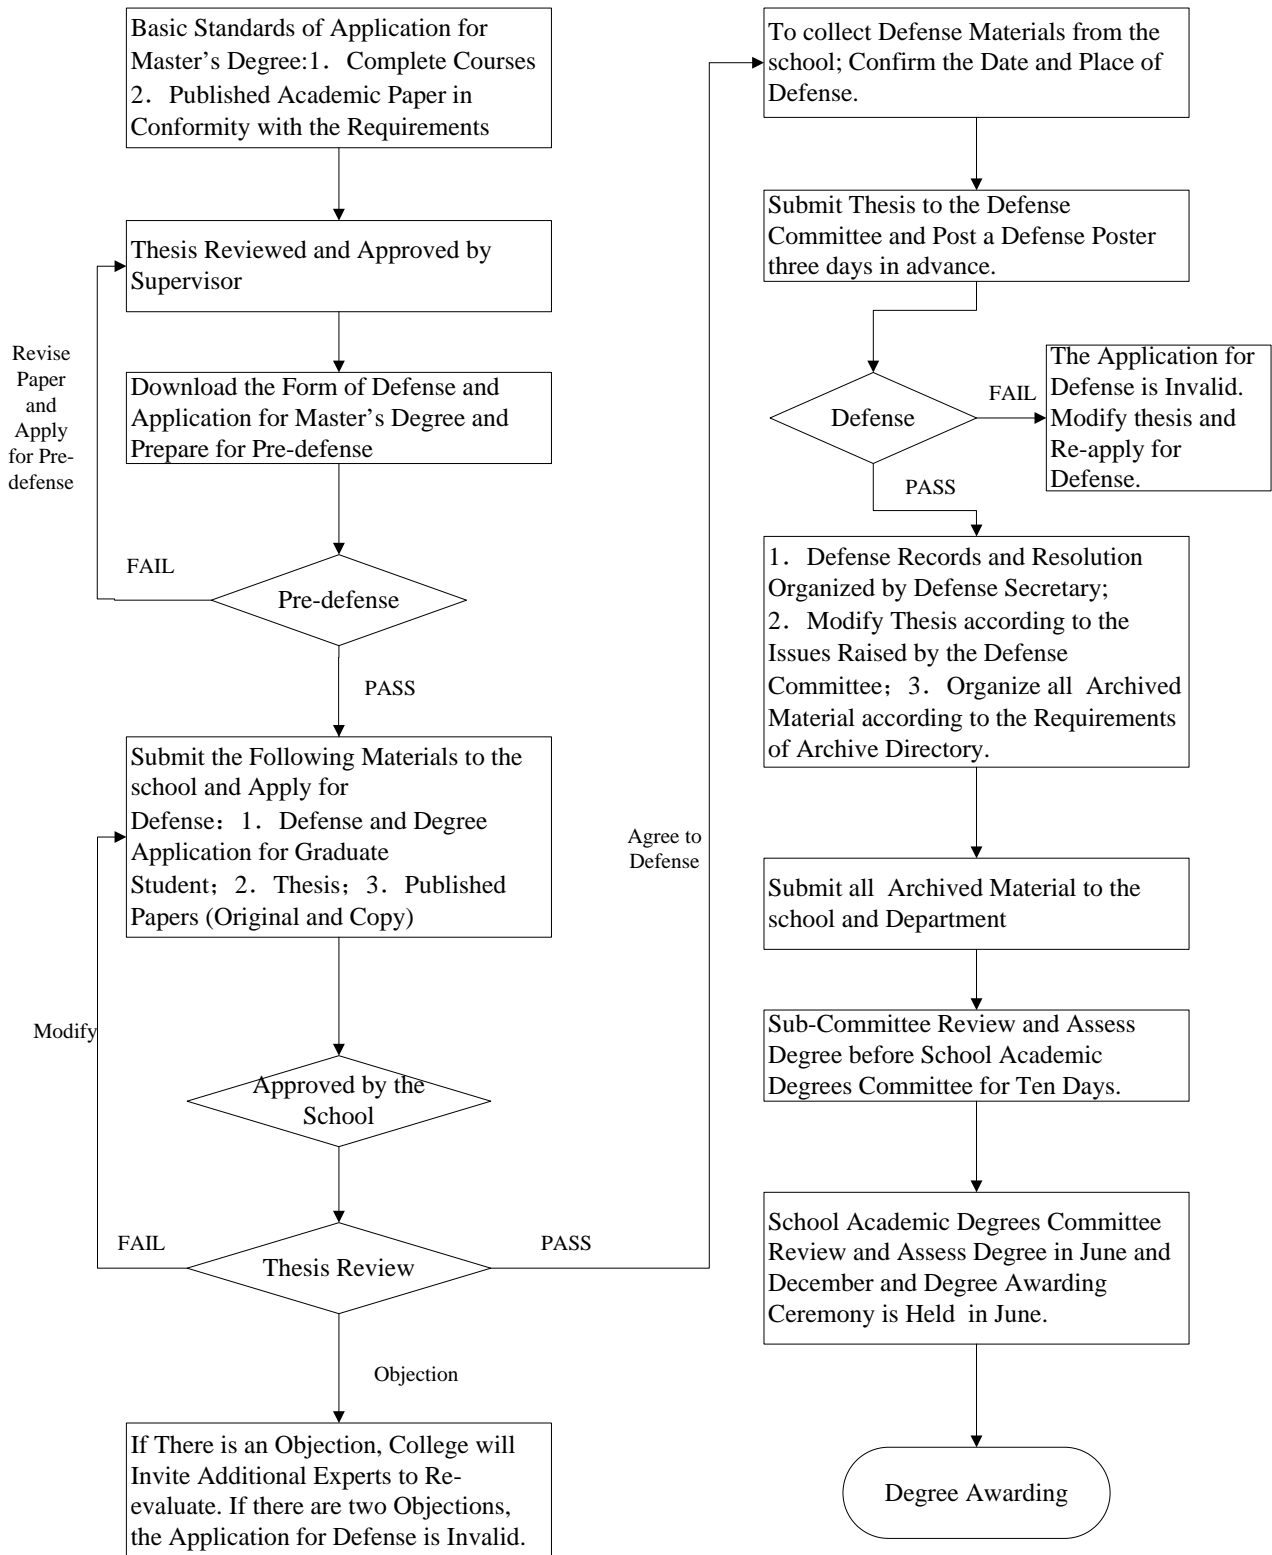 Basic Standards of Application for
Master’s Degree:1．Complete Courses
2．Published Academic Paper in
Conformity with the Requirements
Thesis Reviewed and Approved by
Supervisor
Revise
Paper
and
Apply
for Pre-
defense
Download the Form of Defense and
Application for Master’s Degree and
Prepare for Pre-defense
FAIL
Pre-defense
PASS
Submit the Following Materials to the
school and Apply for
Defense：1．Defense and Degree
Application for Graduate
Student；2．Thesis；3．Published
Papers (Original and Copy)
Modify
Approved by the
School
FAIL
Thesis Review
PASS
Objection
If There is an Objection, College will
Invite Additional Experts to Re-
evaluate. If there are two Objections,
the Application for Defense is Invalid.
Agree to
Defense
To collect Defense Materials from the
school; Confirm the Date and Place of
Defense.
Submit Thesis to the Defense
Committee and Post a Defense Poster
three days in advance.
Defense
FAIL
The Application for
Defense is Invalid.
Modify thesis and
Re-apply for
Defense.
PASS
1．Defense Records and Resolution
Organized by Defense Secretary;
2．Modify Thesis according to the
Issues Raised by the Defense
Committee；3．Organize all Archived
Material according to the Requirements
of Archive Directory.
Submit all Archived Material to the
school and Department
Sub-Committee Review and Assess
Degree before School Academic
Degrees Committee for Ten Days.
School Academic Degrees Committee
Review and Assess Degree in June and
December and Degree Awarding
Ceremony is Held in June.
Degree Awarding